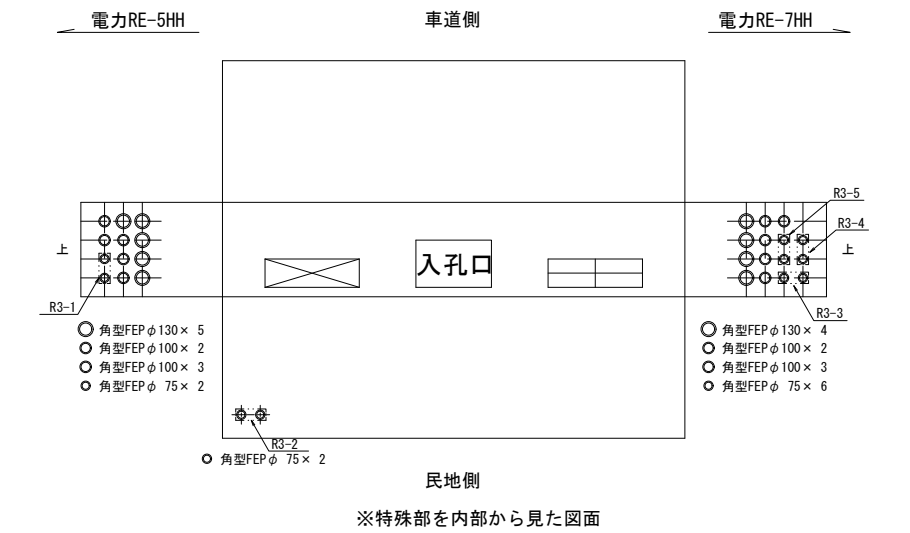 電力RE-5HH
車道側
電力RE-7HH
R3-5
R3-4
上
入孔口
上
R3-1
R3-3
角型FEPφ130× 5
角型FEPφ100× 2
角型FEPφ100× 3
角型FEPφ 75× 2
角型FEPφ130× 4
角型FEPφ100× 2
角型FEPφ100× 3
角型FEPφ 75× 6
R3-2
角型FEPφ 75× 2
民地側
※特殊部を内部から見た図面